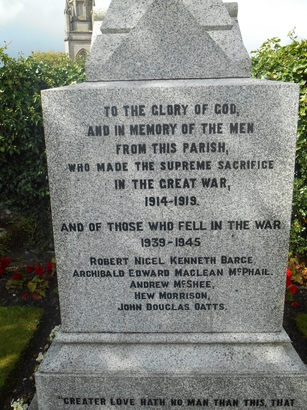 TO THE GLORY OF GOD,
AND IN MEMORY OF THE MEN
FROM THIS PARISH,
WHO MADE THE SUPREME SACRIFICE
IN THE GREAT WAR,
1914-1919.
AND OF THOSE WHO FELL IN THE WAR
1939-1945
ROBERT NIGEL KENNETH BARGE,
ARCHIBALD EDWARD MACLEAN McPHAIL.
ANDREW McSHEE,
HEW MORRISON,
JOHN DOUGLAS OATTS.
"GREATER LOVE HATH NO MAN THAN THIS, THAT